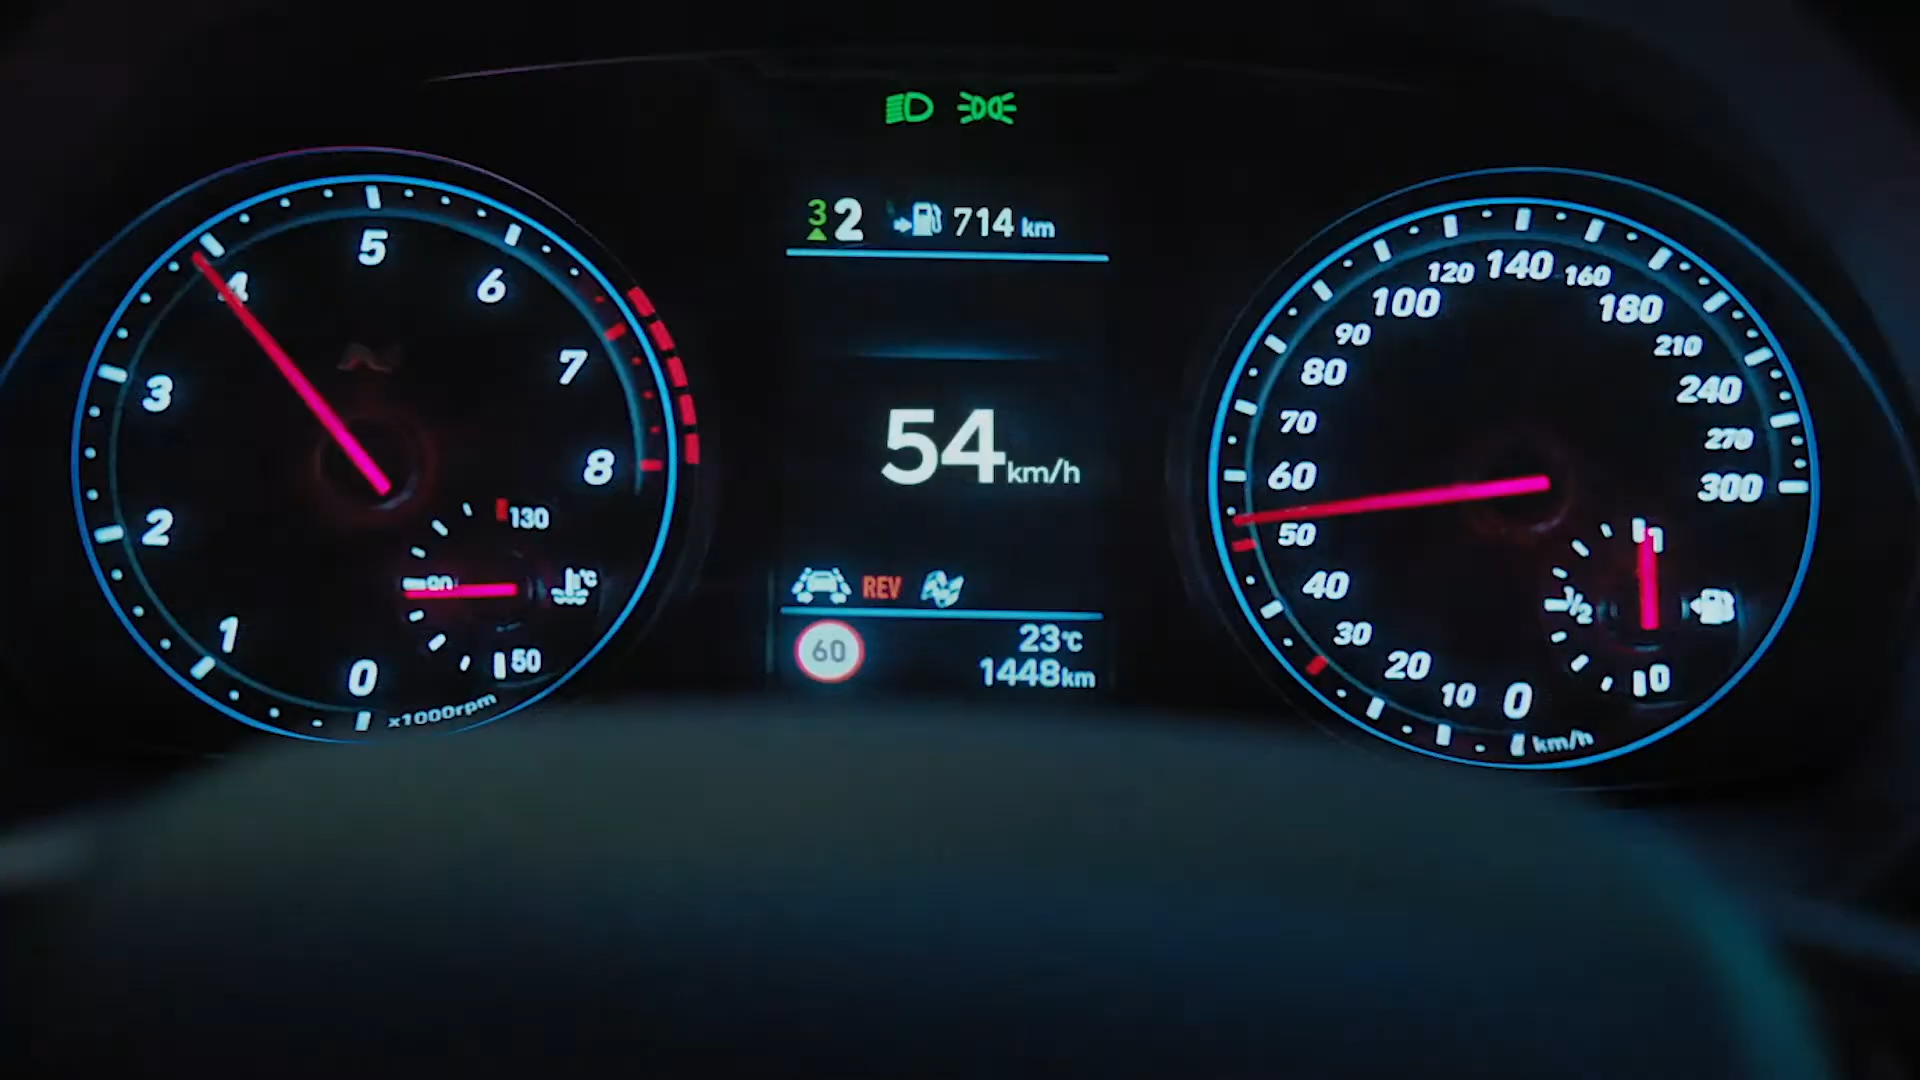 3 2 714 km
5
4 6
3 7
2 8
1 0
x1000rpm
130
90
50
°C
54 km/h
REV
60 23°C
1448km
120 140 160
100 180
90 210
80 240
70 270
60 300
50
40
30
20
10 0
km/h
1
1/2
0